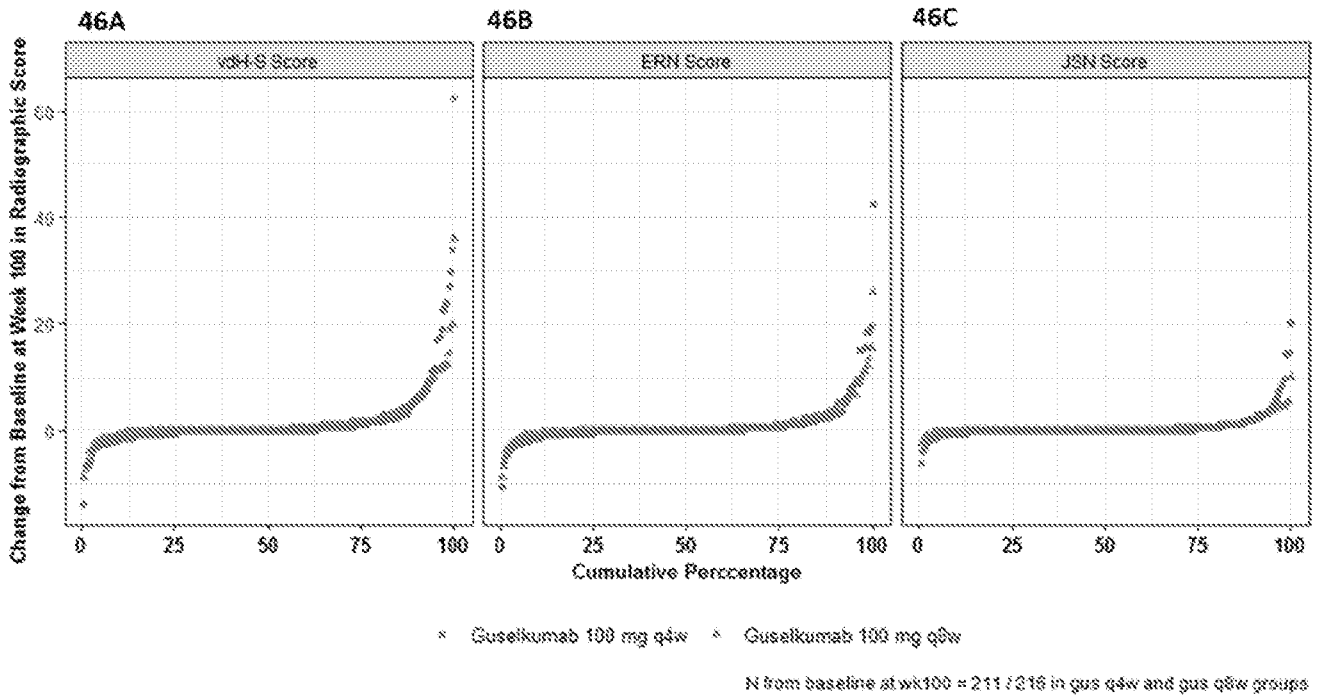 46A
46B
46C
vdH-S Score
ERN Score
JSN Score
Change from Baseline at Week 100 in Radiographic Score
60
40
20
0
0 25 50 75 100
0 25 50 75 100
0 25 50 75 100
Cumulative Perccentage
Guselkumab 100 mg q4w
Guselkumab 100 mg q8w
N from baseline at wk100 = 211 / 216 in gus q4w and gus q8w groups